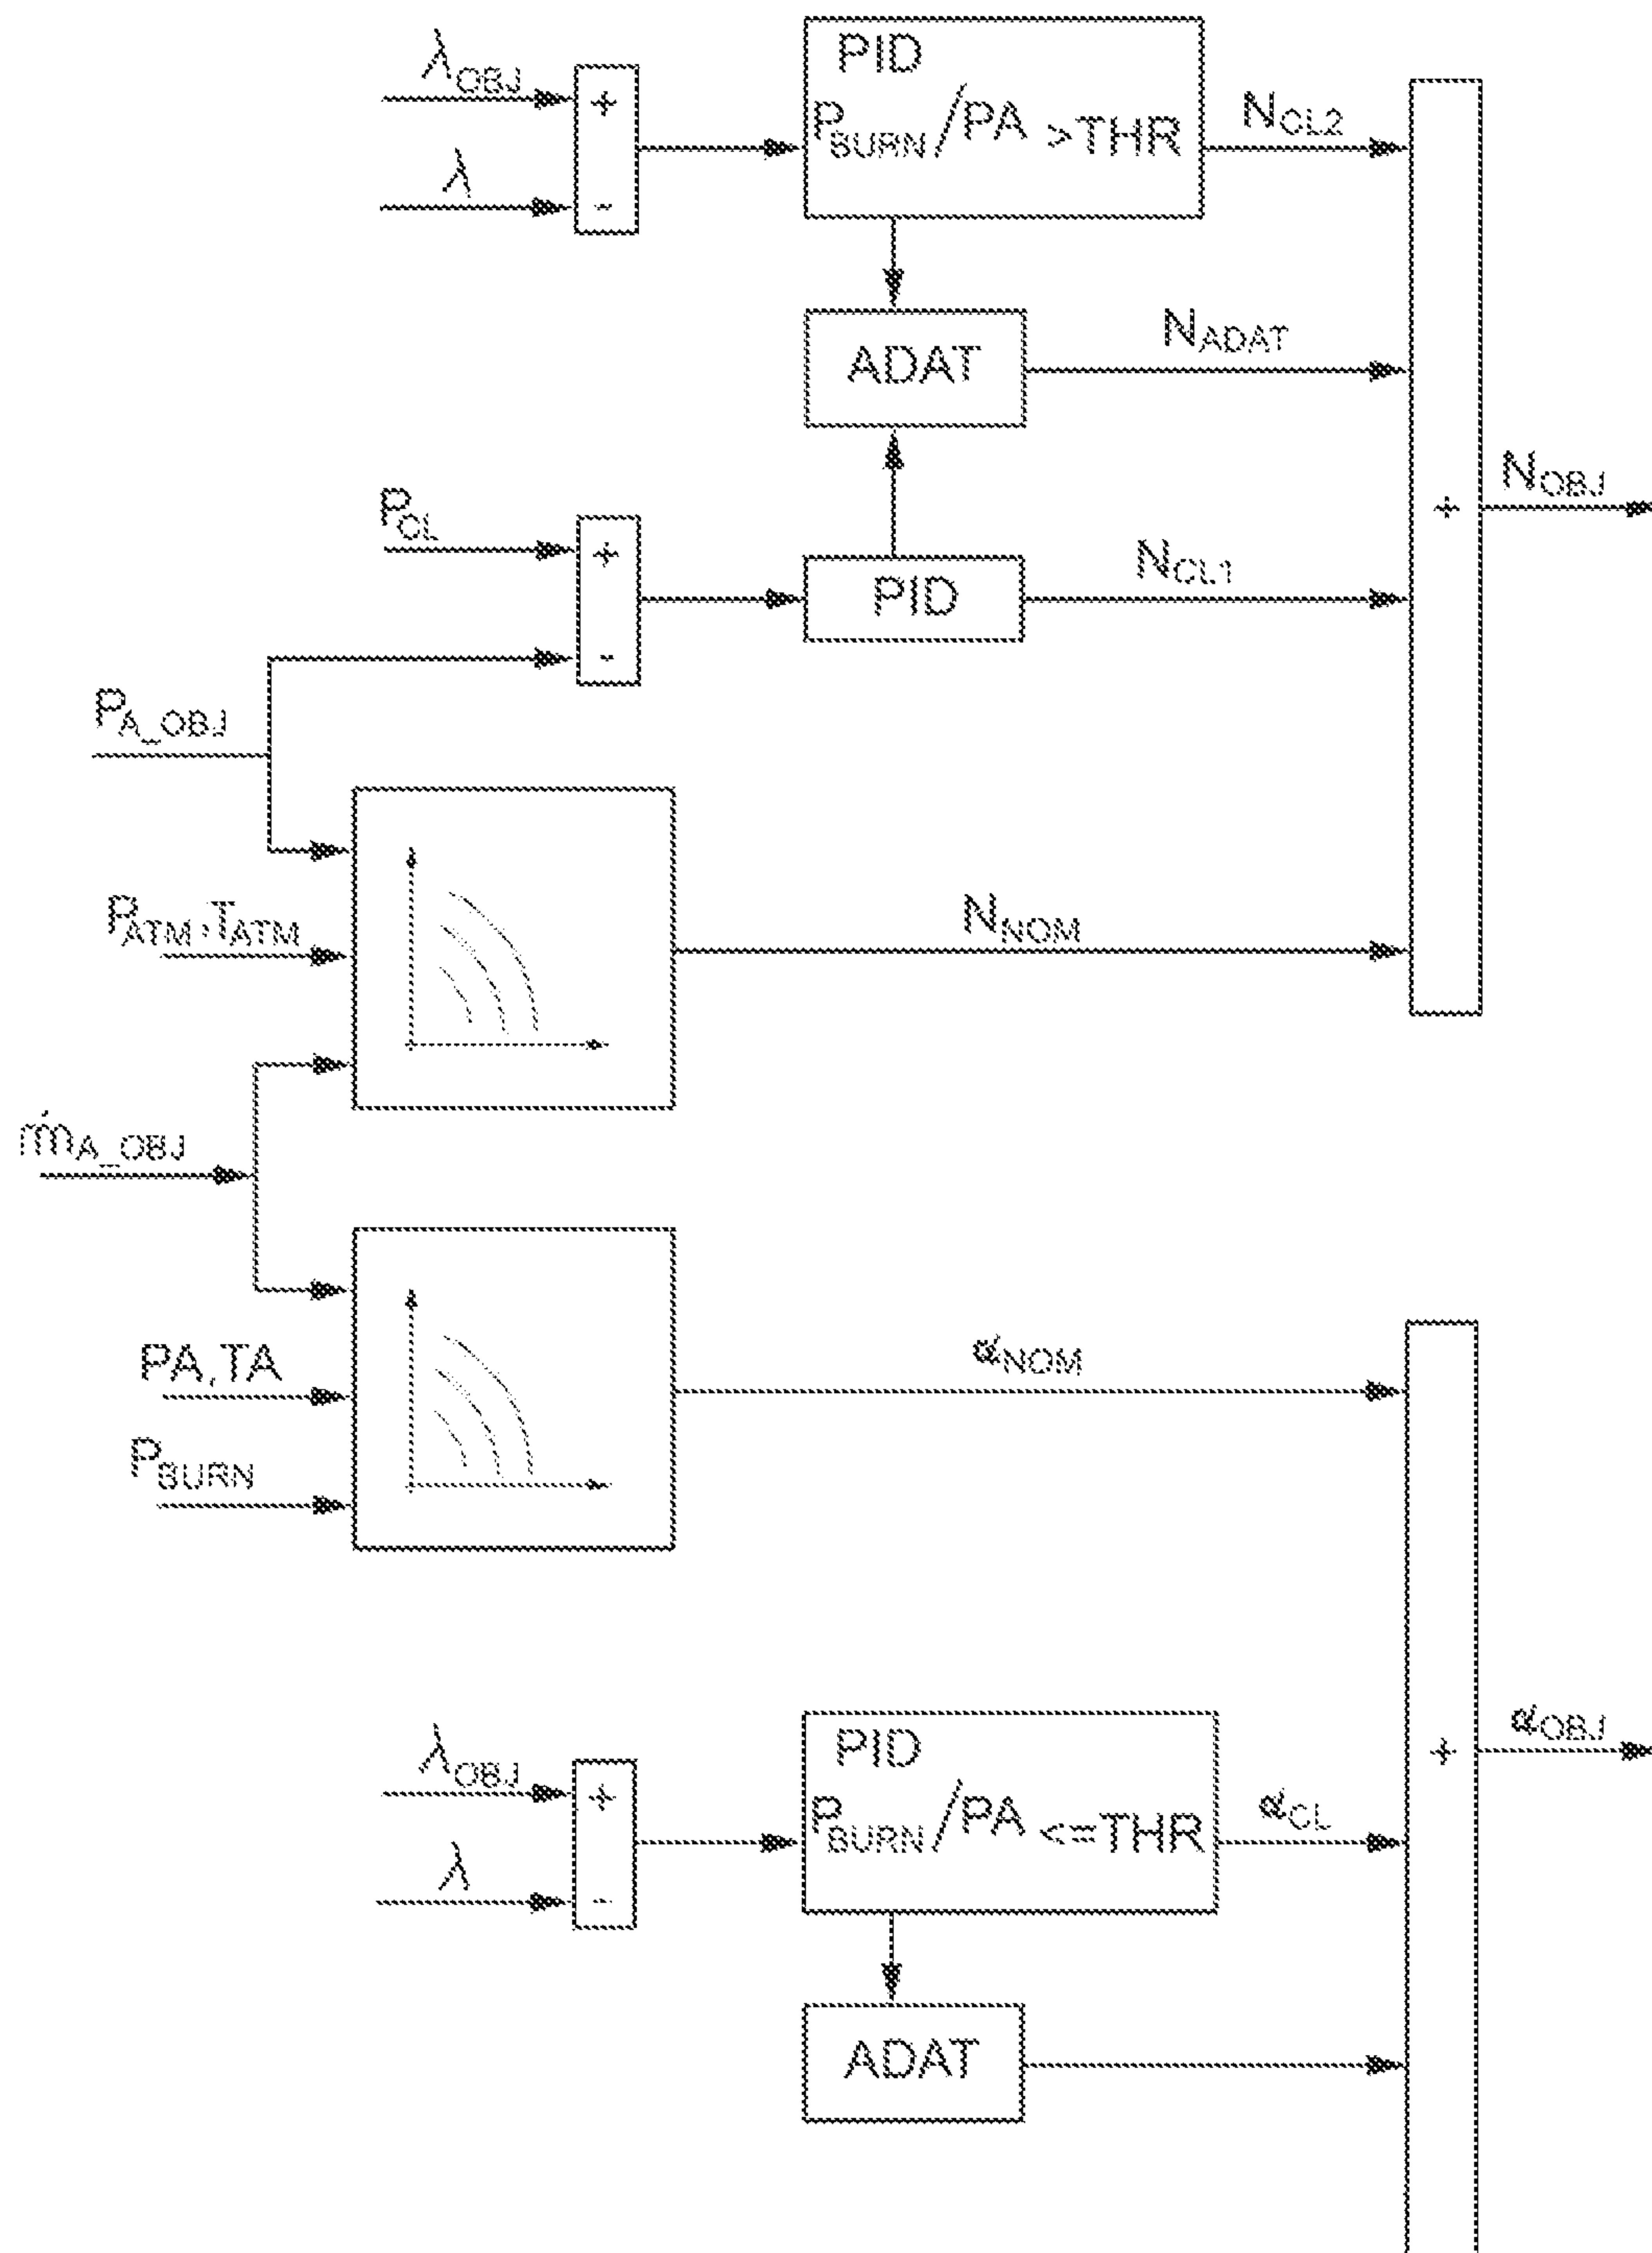 λOBJ
+
λ
-
PID
PBURN/PA >THR
NCL2
ADAT
NADAT
PCL
+
-
PID
NCL1
+
NOBJ
PA_OBJ
PATM,TATM
NNOM
ṁA_OBJ
PA,TA
PBURN
αNOM
λOBJ
+
λ
-
PID
PBURN/PA <=THR
αCL
+
αOBJ
ADAT